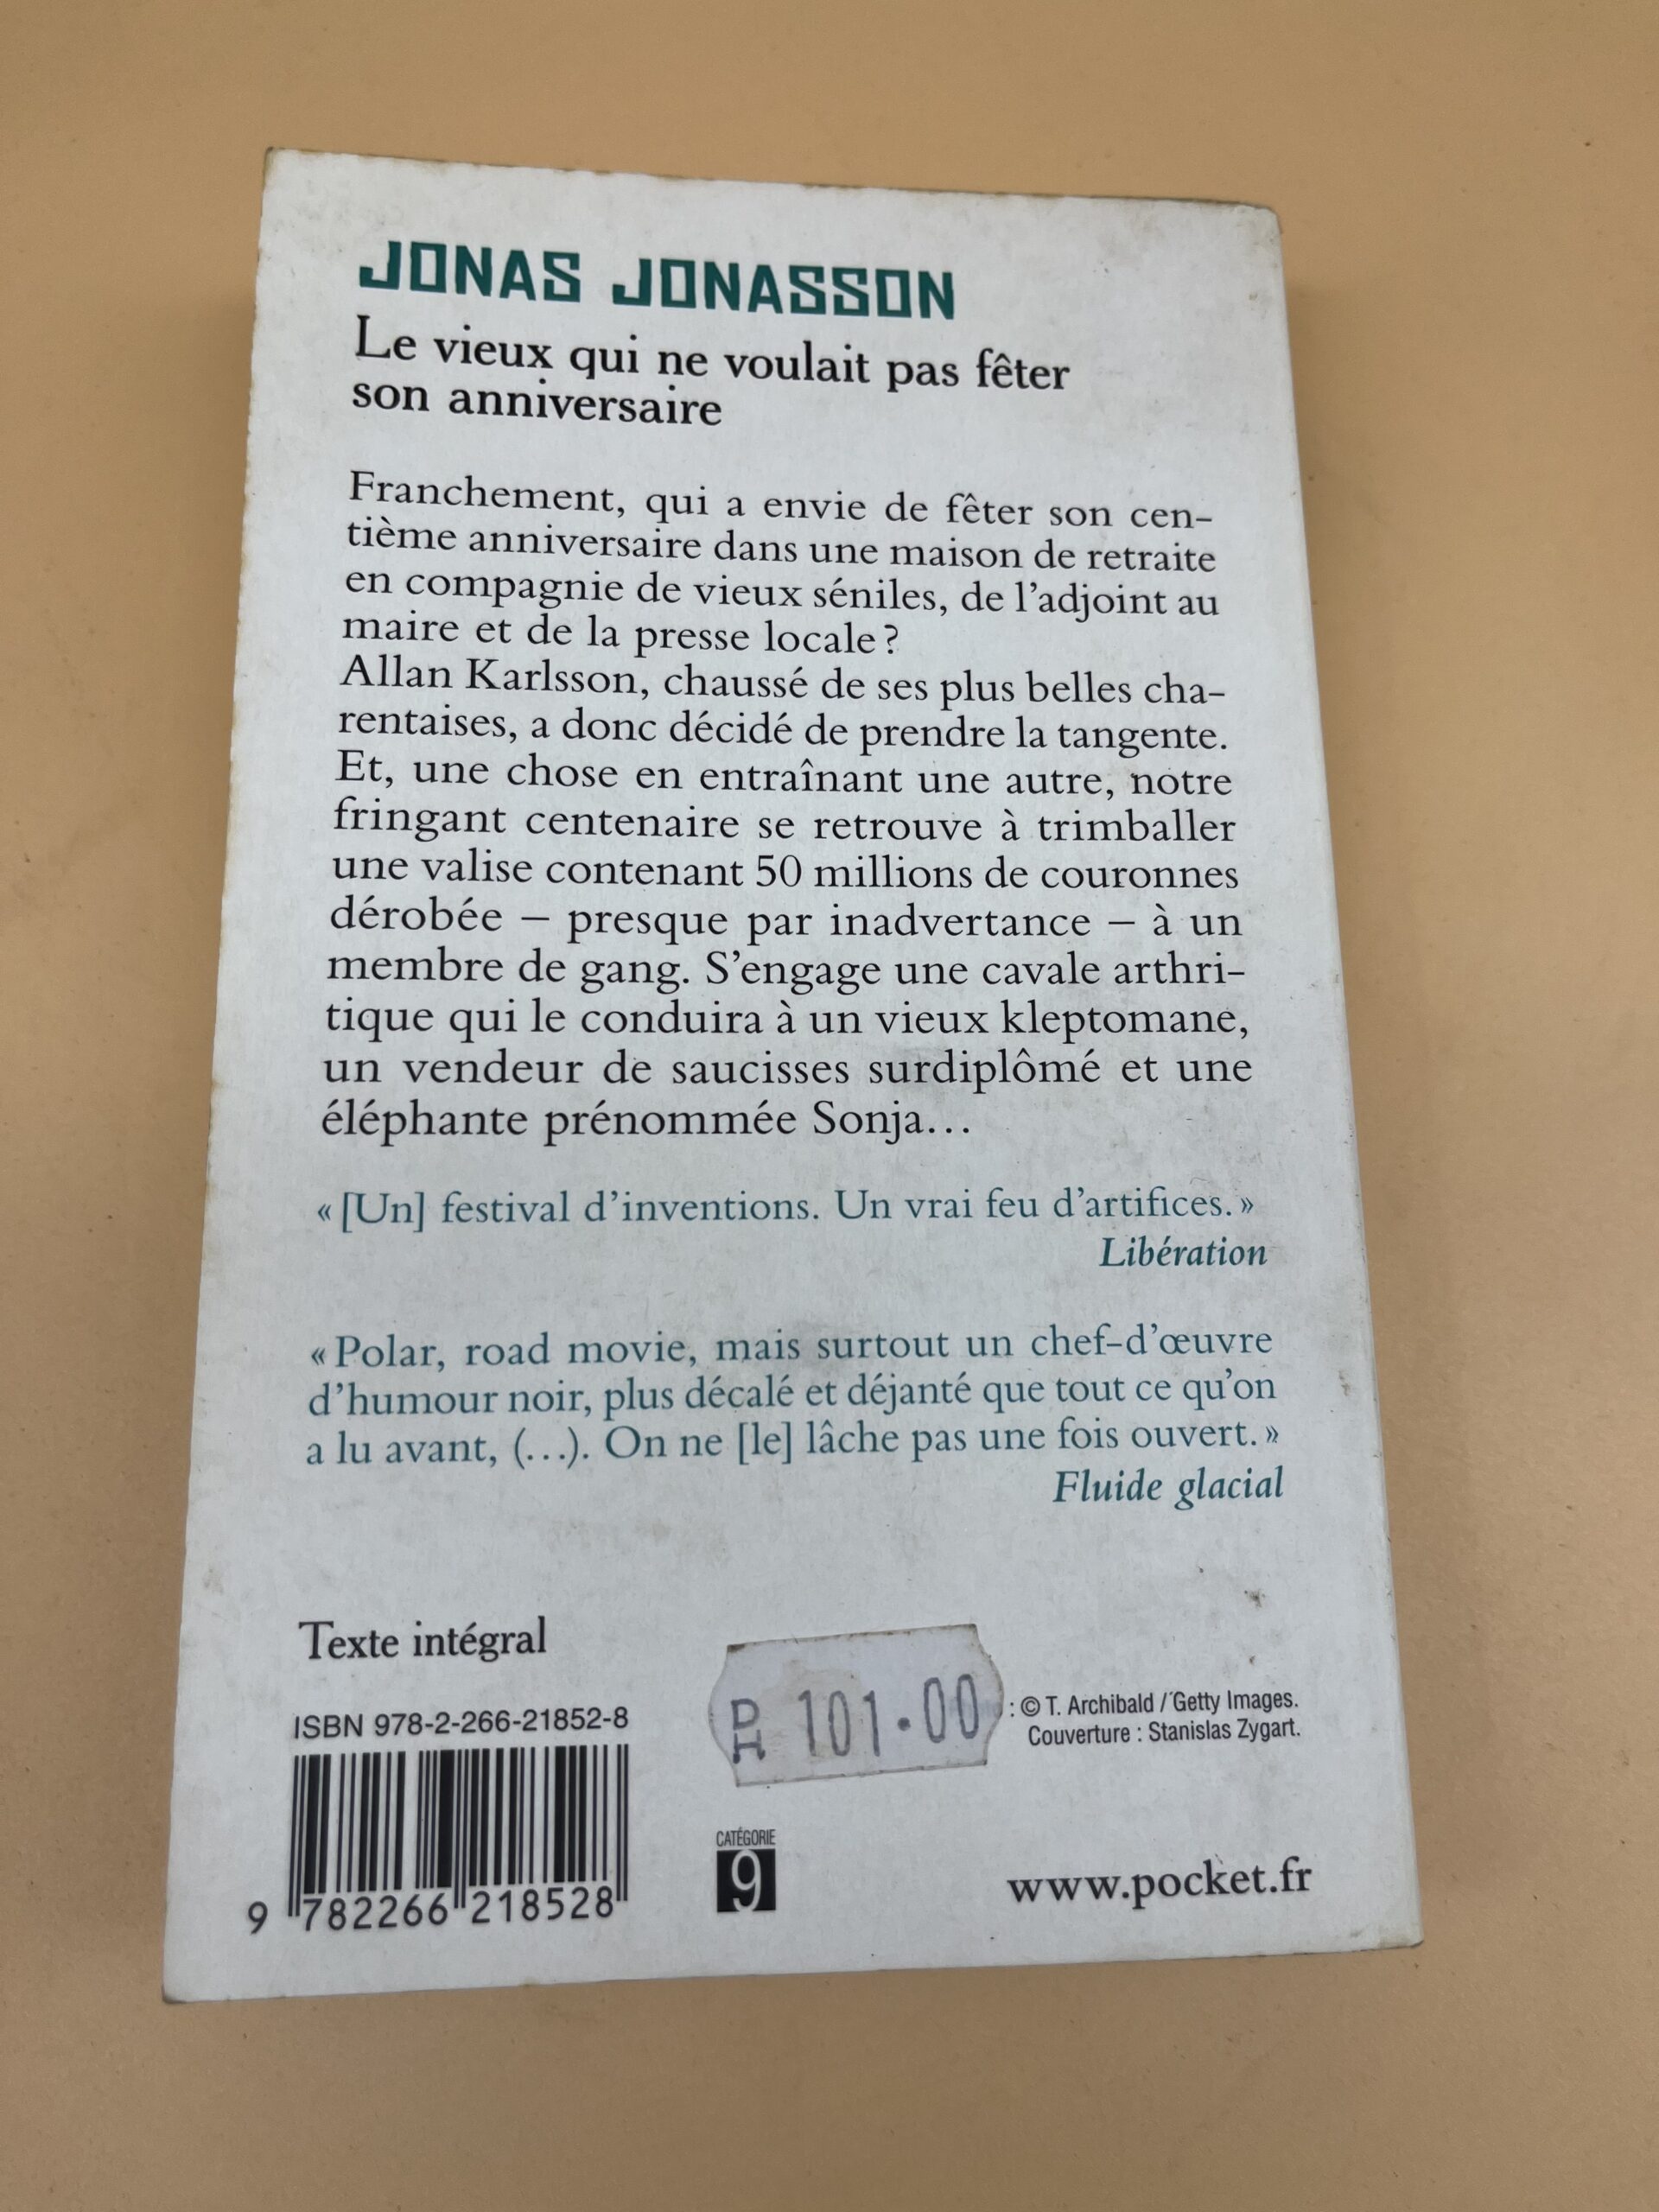 JONAS JONASSON
Le vieux qui ne voulait pas fêter
son anniversaire
Franchement, qui a envie de fêter son cen-
tième anniversaire dans une maison de retraite
en compagnie de vieux séniles, de l'adjoint au
maire et de la presse locale ?
Allan Karlsson, chaussé de ses plus belles cha-
rentaises, a donc décidé de prendre la tangente.
Et, une chose en entraînant une autre, notre
fringant centenaire se retrouve à trimballer
une valise contenant 50 millions de couronnes
dérobée – presque par inadvertance – à un
membre de gang. S'engage une cavale arthri-
tique qui le conduira à un vieux kleptomane,
un vendeur de saucisses surdiplômé et une
éléphante prénommée Sonja…
« [Un] festival d'inventions. Un vrai feu d'artifices. »
Libération
« Polar, road movie, mais surtout un chef-d'œuvre
d'humour noir, plus décalé et déjanté que tout ce qu'on
a lu avant, (…). On ne [le] lâche pas une fois ouvert. »
Fluide glacial
Texte intégral
ISBN 978-2-266-21852-8
9 782266 218528
DH 101.00
: © T. Archibald / Getty Images.
Couverture : Stanislas Zygart.
CATÉGORIE
9
www.pocket.fr